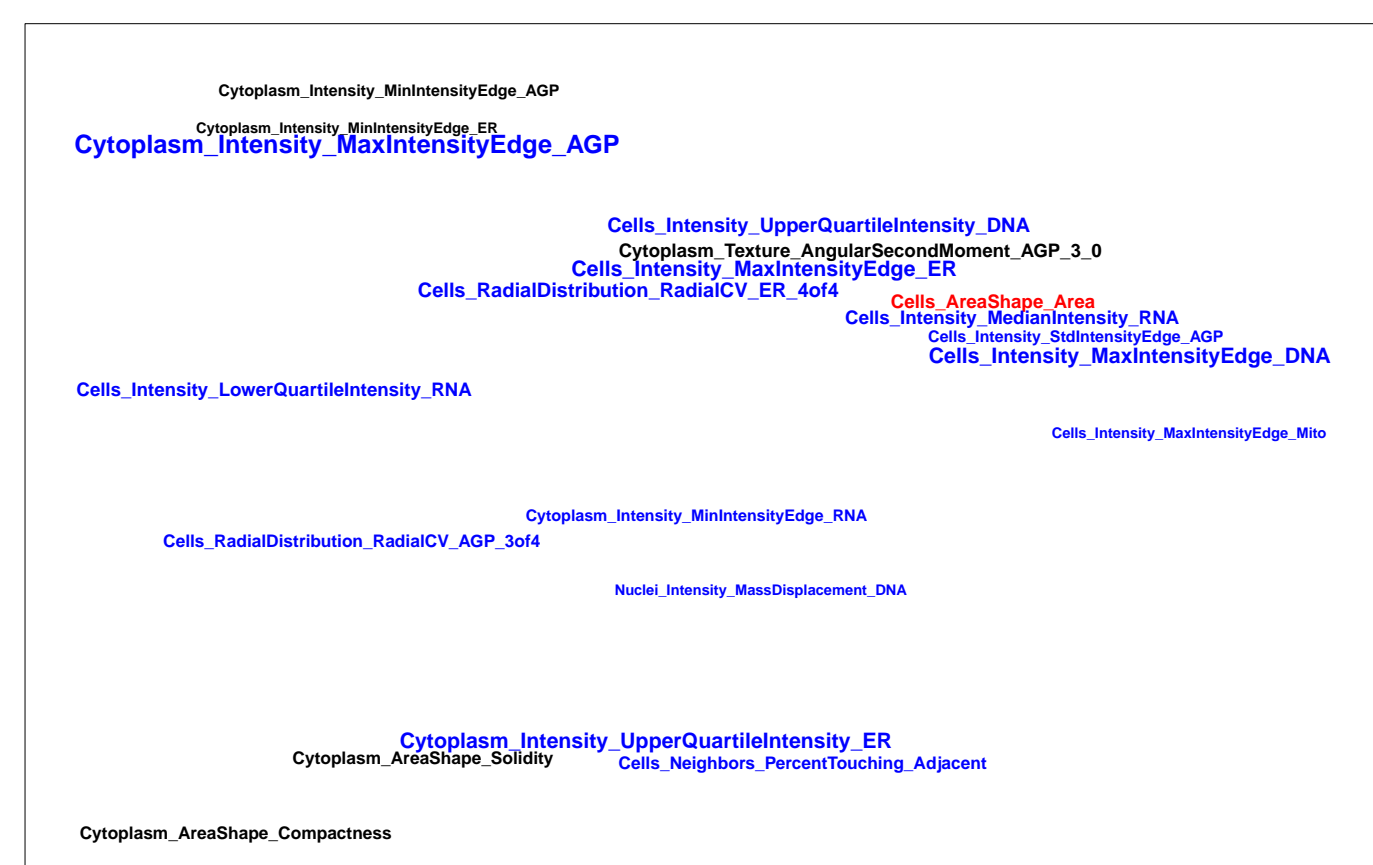 Cytoplasm_Intensity_MinIntensityEdge_AGP
Cytoplasm_Intensity_MinIntensityEdge_ER
Cytoplasm_Intensity_MaxIntensityEdge_AGP
Cells_Intensity_UpperQuartileIntensity_DNA
Cytoplasm_Texture_AngularSecondMoment_AGP_3_0
Cells_Intensity_MaxIntensityEdge_ER
Cells_RadialDistribution_RadialCV_ER_4of4
Cells_AreaShape_Area
Cells_Intensity_MedianIntensity_RNA
Cells_Intensity_StdIntensityEdge_AGP
Cells_Intensity_MaxIntensityEdge_DNA
Cells_Intensity_LowerQuartileIntensity_RNA
Cells_Intensity_MaxIntensityEdge_Mito
Cytoplasm_Intensity_MinIntensityEdge_RNA
Cells_RadialDistribution_RadialCV_AGP_3of4
Nuclei_Intensity_MassDisplacement_DNA
Cytoplasm_Intensity_UpperQuartileIntensity_ER
Cytoplasm_AreaShape_Solidity
Cells_Neighbors_PercentTouching_Adjacent
Cytoplasm_AreaShape_Compactness